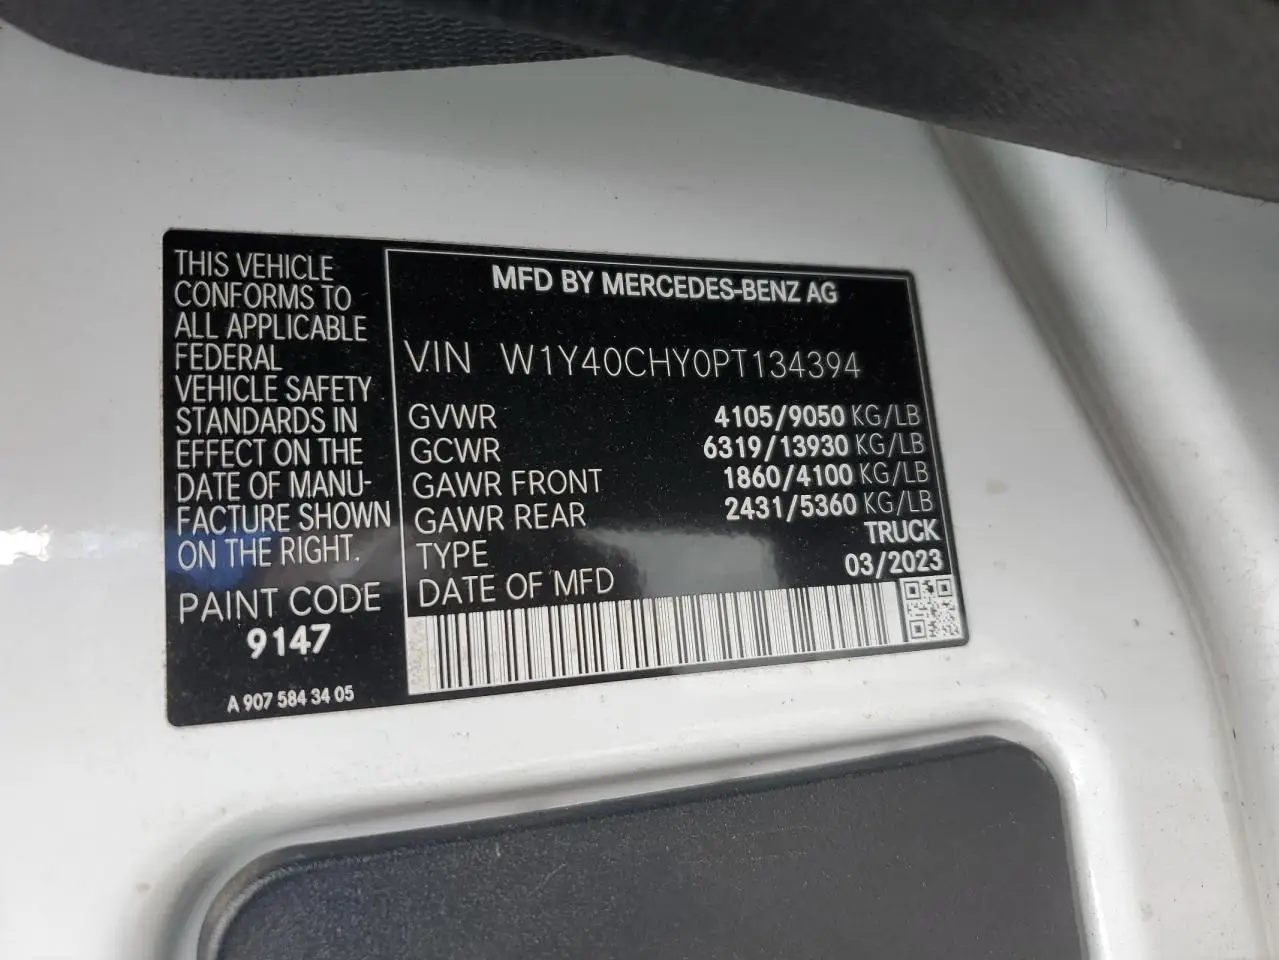 THIS VEHICLE
CONFORMS TO
ALL APPLICABLE
FEDERAL
VEHICLE SAFETY
STANDARDS IN
EFFECT ON THE
DATE OF MANU-
FACTURE SHOWN
ON THE RIGHT.
PAINT CODE
9147
A 907 584 34 05
MFD BY MERCEDES-BENZ AG
VIN W1Y40CHY0PT134394
GVWR 4105/9050 KG/LB
GCWR 6319/13930 KG/LB
GAWR FRONT 1860/4100 KG/LB
GAWR REAR 2431/5360 KG/LB
TYPE TRUCK
DATE OF MFD 03/2023